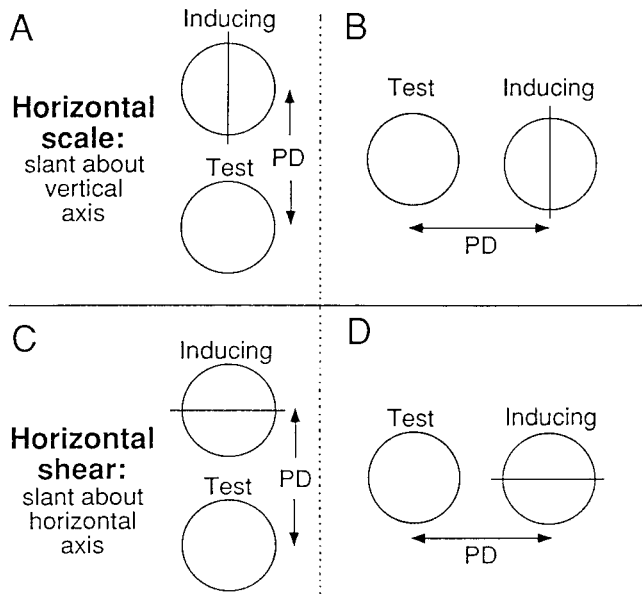 A
Inducing
Horizontal
scale:
slant about
vertical
axis
PD
Test
B
Test
Inducing
PD
C
Inducing
Horizontal
shear:
slant about
horizontal
axis
PD
Test
D
Test
Inducing
PD